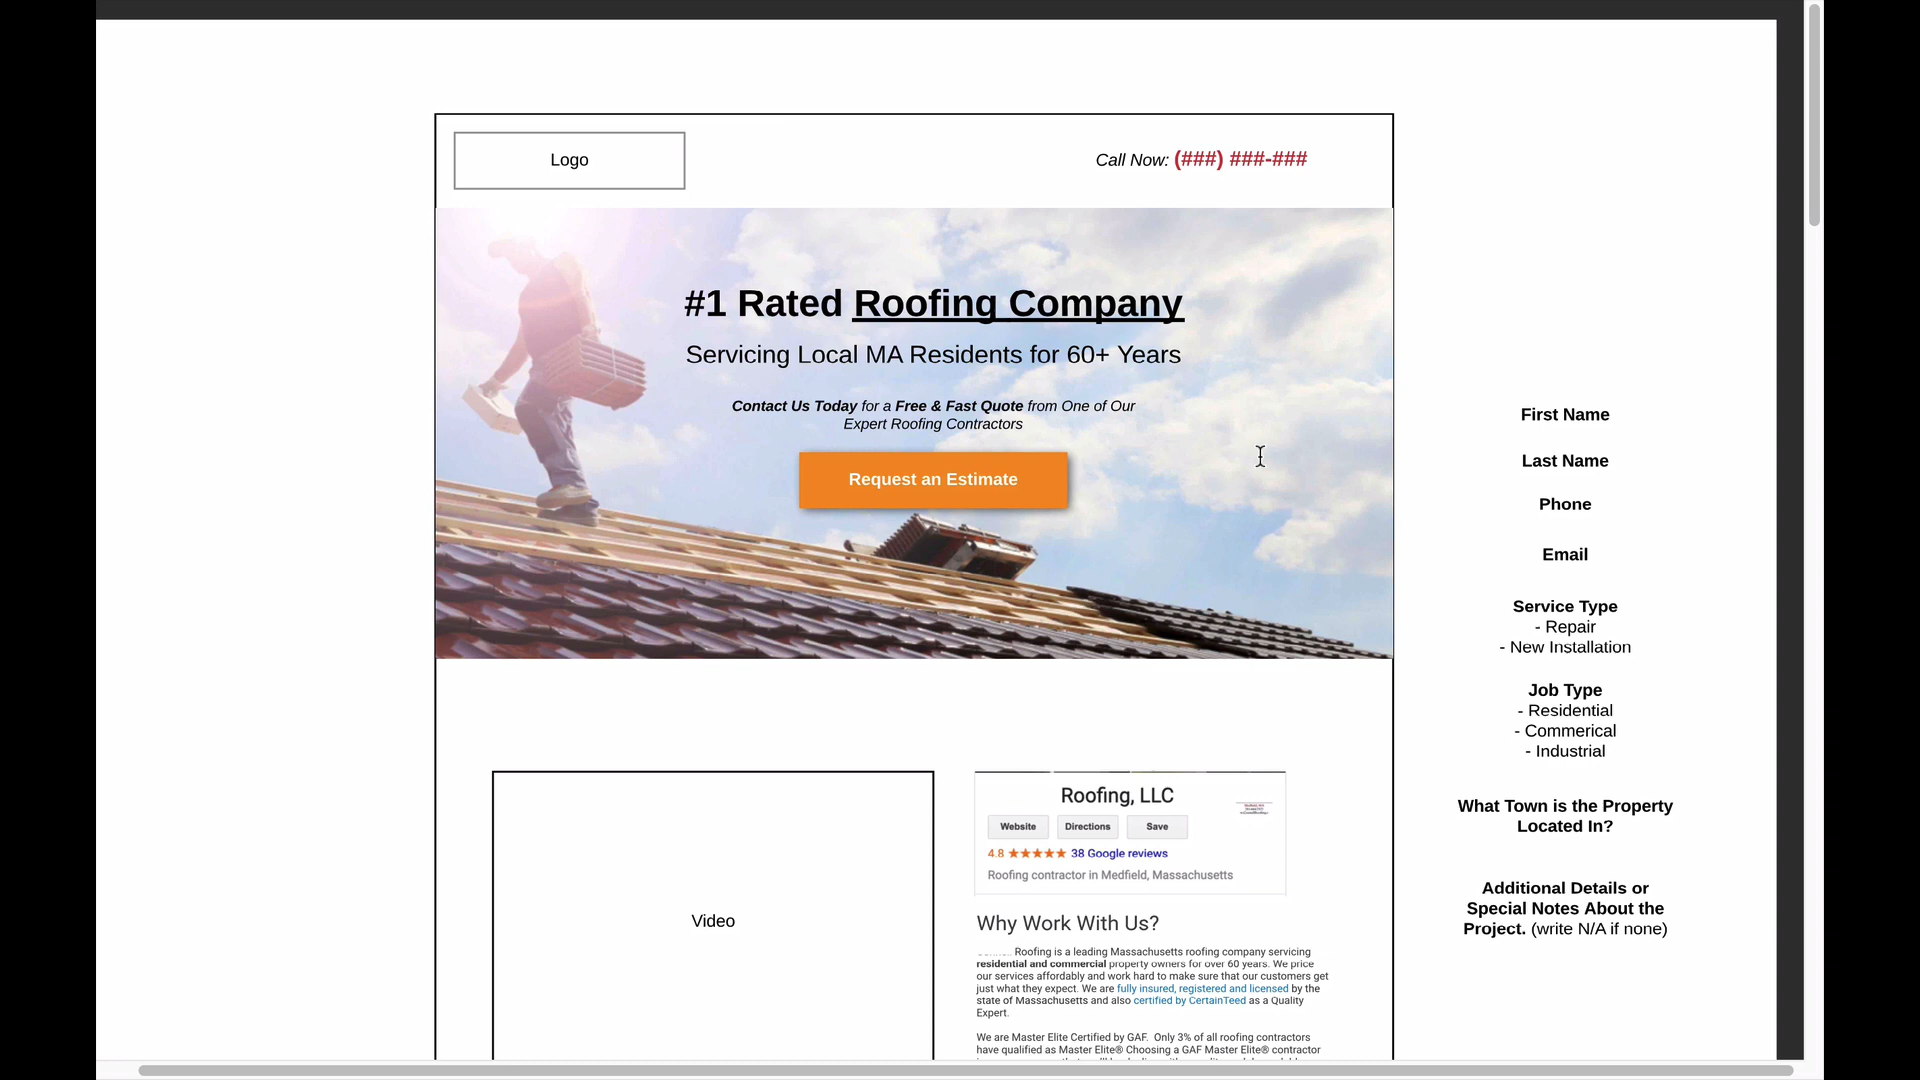 Logo
Call Now: (###) ###-###
#1 Rated Roofing Company
Servicing Local MA Residents for 60+ Years
Contact Us Today for a Free & Fast Quote from One of Our
Expert Roofing Contractors
Request an Estimate
First Name
Last Name
Phone
Email
Service Type
- Repair
- New Installation
Job Type
- Residential
- Commerical
- Industrial
What Town is the Property
Located In?
Additional Details or
Special Notes About the
Project. (write N/A if none)
Video
Roofing, LLC
Website
Directions
Save
4.8 ★★★★★ 38 Google reviews
Roofing contractor in Medfield, Massachusetts
Why Work With Us?
Roofing is a leading Massachusetts roofing company servicing
residential and commercial property owners for over 60 years. We price
our services affordably and work hard to make sure that our customers get
just what they expect. We are fully insured, registered and licensed by the
state of Massachusetts and also certified by CertainTeed as a Quality
Expert.
We are Master Elite Certified by GAF. Only 3% of all roofing contractors
have qualified as Master Elite® Choosing a GAF Master Elite® contractor